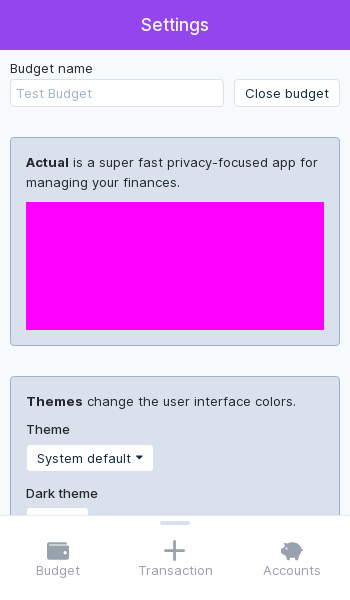 Settings
Budget name
Test Budget
Close budget
Actual is a super fast privacy-focused app for
managing your finances.
Themes change the user interface colors.
Theme
System default
Dark theme
Budget
Transaction
Accounts